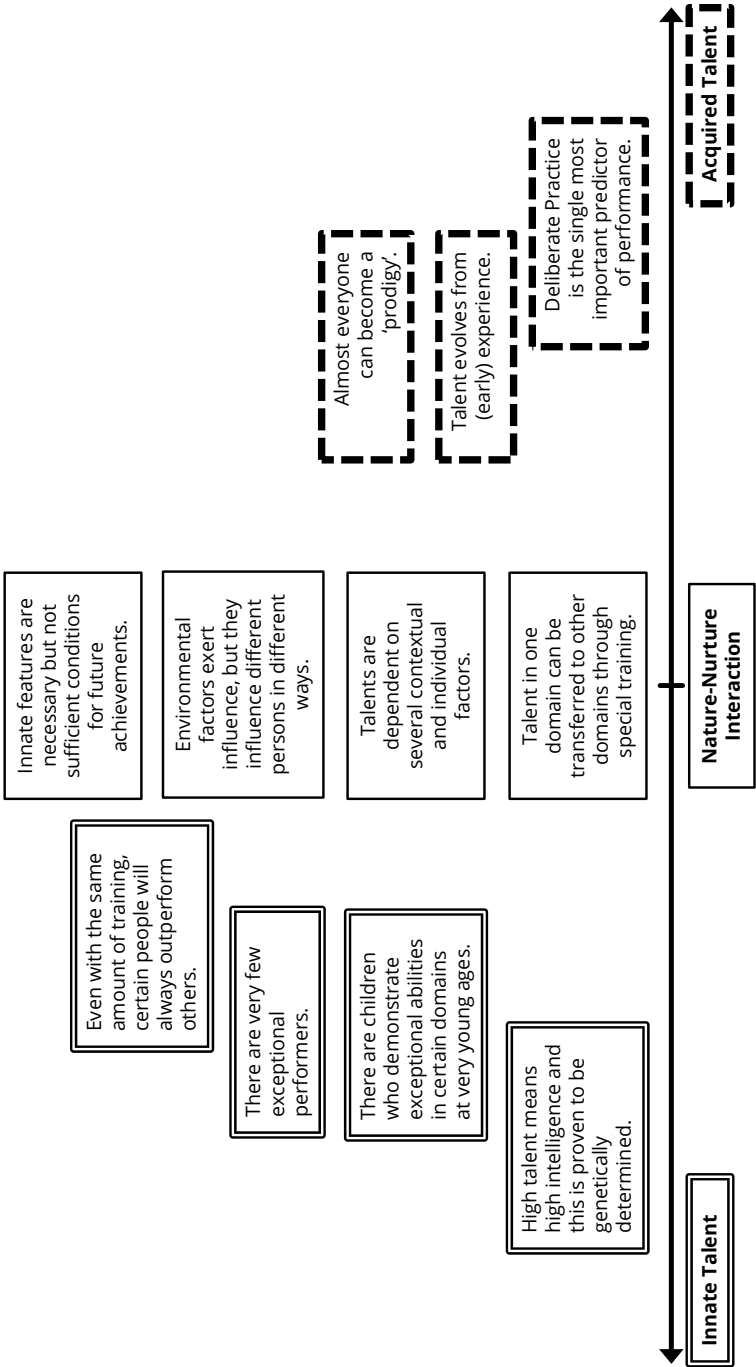 Even with the same
amount of training,
certain people will
always outperform
others.
There are very few
exceptional
performers.
There are children
who demonstrate
exceptional abilities
in certain domains
at very young ages.
High talent means
high intelligence and
this is proven to be
genetically
determined.
Innate Talent
Innate features are
necessary but not
sufficient conditions
for future
achievements.
Environmental
factors exert
influence, but they
influence different
persons in different
ways.
Talents are
dependent on
several contextual
and individual
factors.
Talent in one
domain can be
transferred to other
domains through
special training.
Nature-Nurture
Interaction
Almost everyone
can become a
‘prodigy’.
Talent evolves from
(early) experience.
Deliberate Practice
is the single most
important predictor
of performance.
Acquired Talent